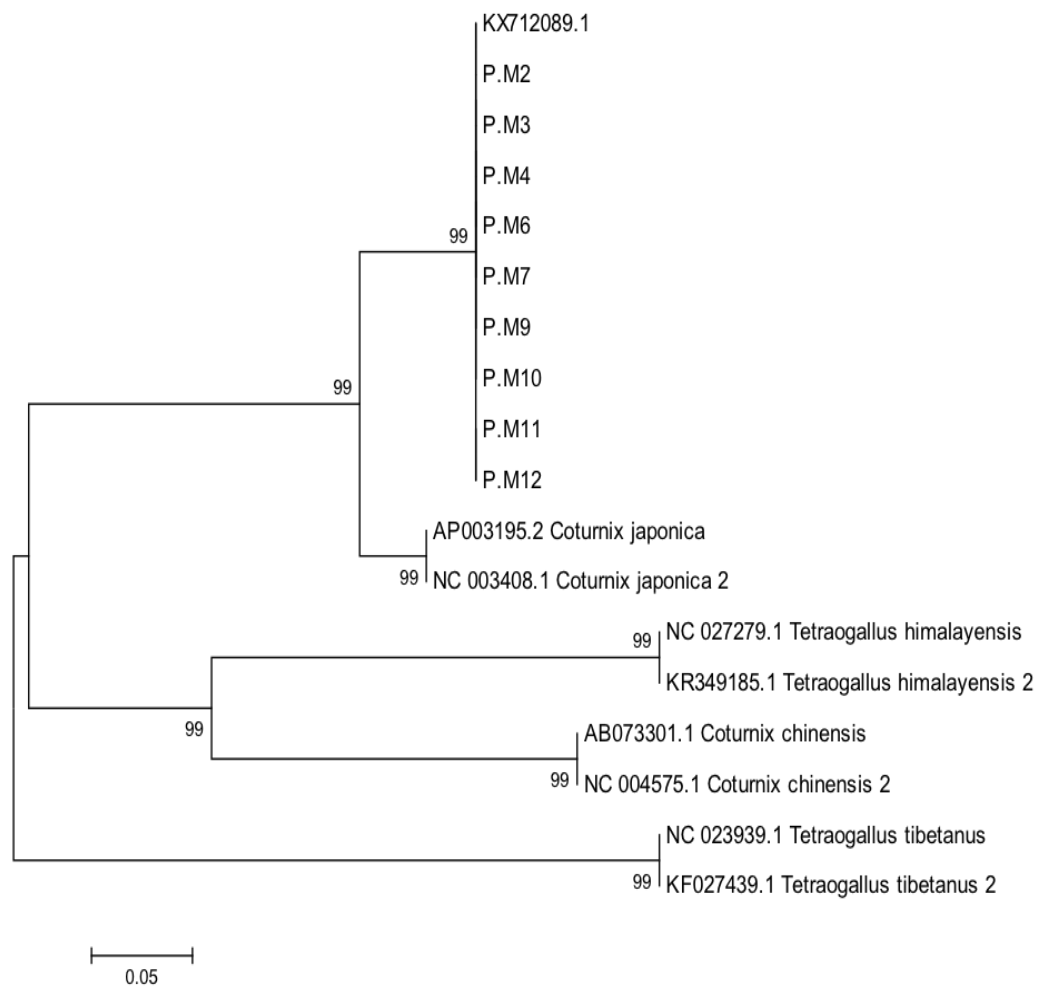 KX712089.1
P.M2
P.M3
P.M4
P.M6
99
P.M7
P.M9
P.M10
99
P.M11
P.M12
AP003195.2 Coturnix japonica
99
NC 003408.1 Coturnix japonica 2
NC 027279.1 Tetraogallus himalayensis
99
KR349185.1 Tetraogallus himalayensis 2
99
AB073301.1 Coturnix chinensis
99
NC 004575.1 Coturnix chinensis 2
NC 023939.1 Tetraogallus tibetanus
99
KF027439.1 Tetraogallus tibetanus 2
0.05